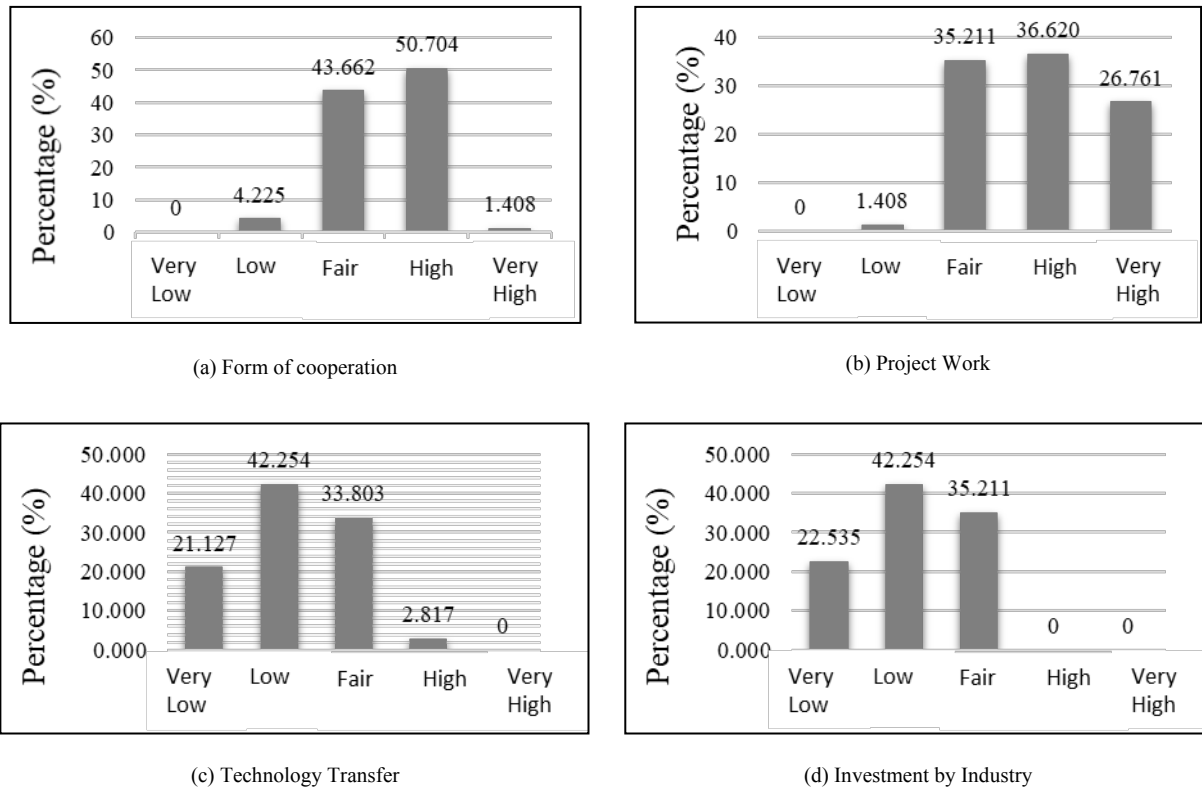 Percentage (%)
60
50
40
30
20
10
0
0
4.225
43.662
50.704
1.408
Very Low
Low
Fair
High
Very High
(a) Form of cooperation
Percentage (%)
40
30
20
10
0
0
1.408
35.211
36.620
26.761
Very Low
Low
Fair
High
Very High
(b) Project Work
Percentage (%)
50.000
40.000
30.000
20.000
10.000
0.000
21.127
42.254
33.803
2.817
0
Very Low
Low
Fair
High
Very High
(c) Technology Transfer
Percentage (%)
50.000
40.000
30.000
20.000
10.000
0.000
22.535
42.254
35.211
0
0
Very Low
Low
Fair
High
Very High
(d) Investment by Industry